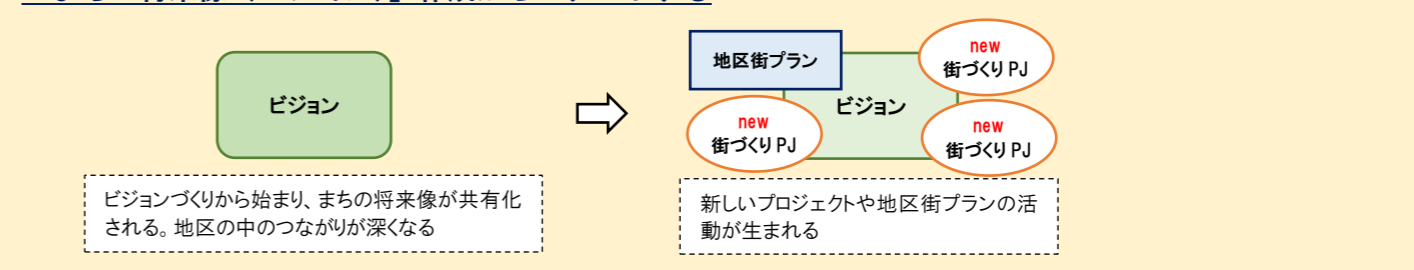 ビジョン
ビジョンづくりから始まり、まちの将来像が共有化
される。地区の中のつながりが深くなる
地区街プラン
new
街づくり PJ
ビジョン
new
街づくり PJ
new
街づくり PJ
新しいプロジェクトや地区街プランの活
動が生まれる